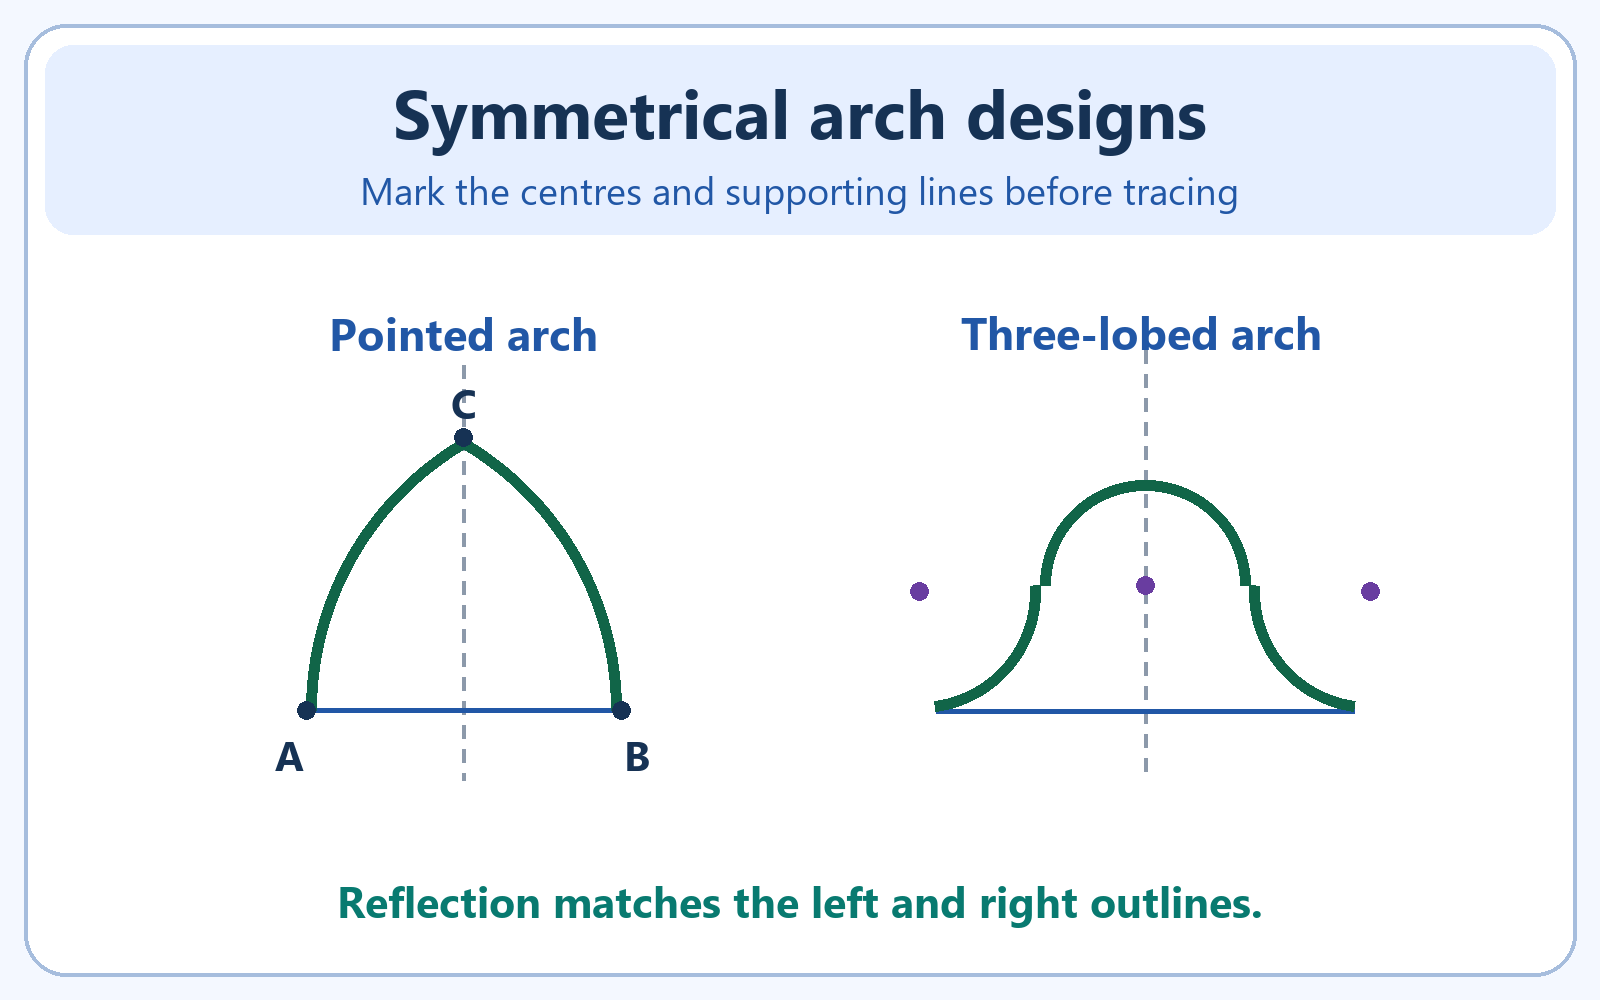 Symmetrical arch designs
Mark the centres and supporting lines before tracing
Pointed arch
Three-lobed arch
C
A
B
Reflection matches the left and right outlines.